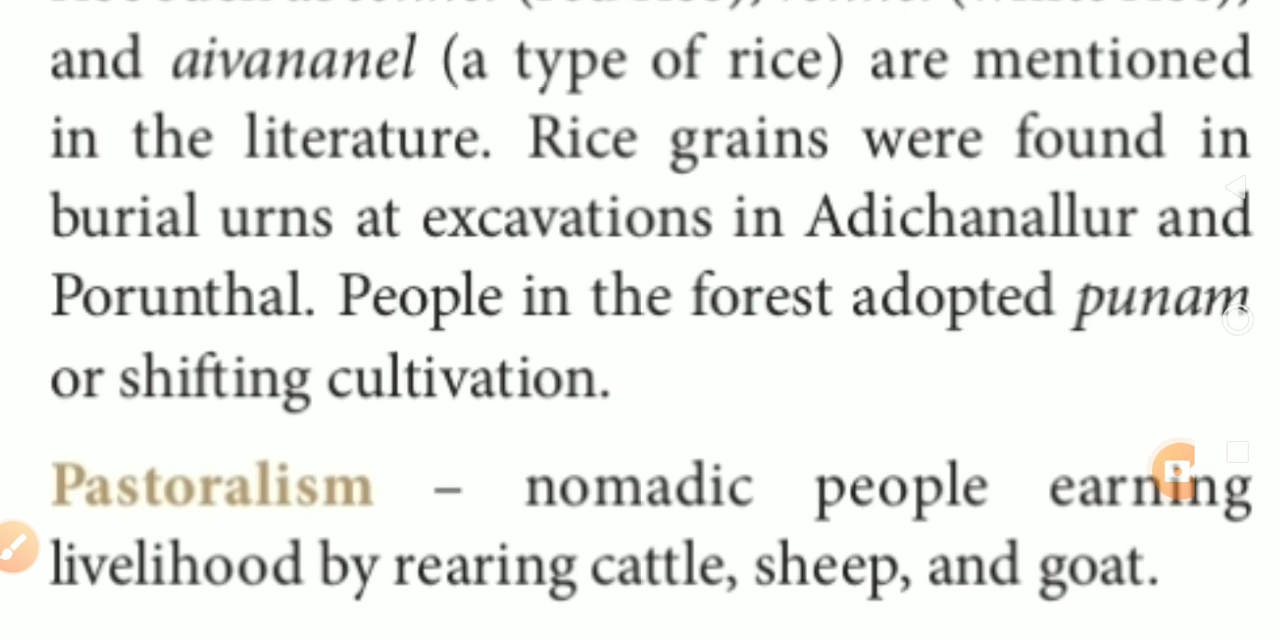 and aivananel (a type of rice) are mentioned
in the literature. Rice grains were found in
burial urns at excavations in Adichanallur and
Porunthal. People in the forest adopted punam
or shifting cultivation.
Pastoralism – nomadic people earning
livelihood by rearing cattle, sheep, and goat.